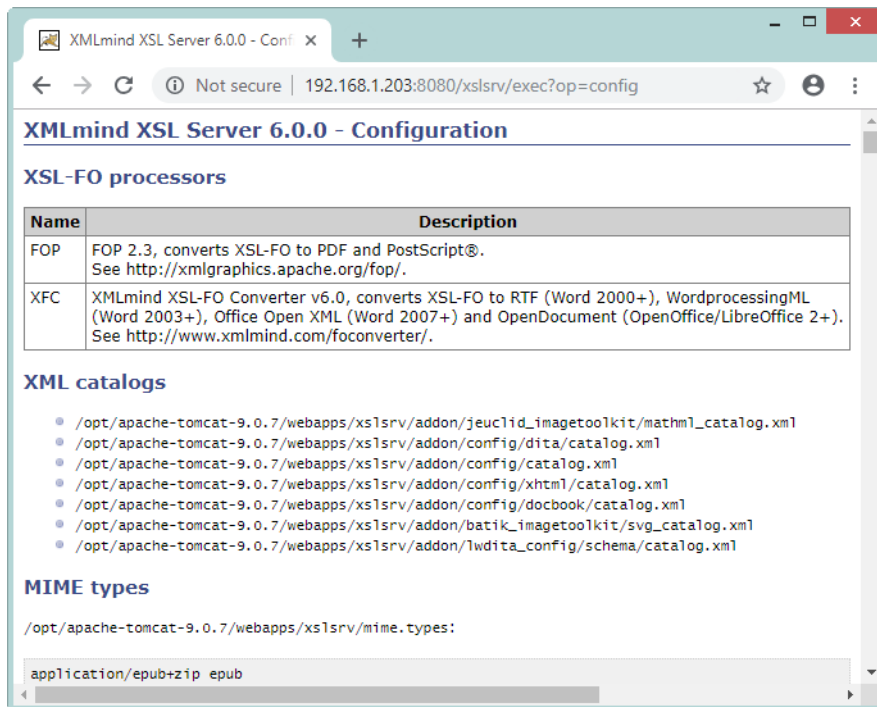 XMLmind XSL Server 6.0.0 - Conf
Not secure | 192.168.1.203:8080/xslsrv/exec?op=config
XMLmind XSL Server 6.0.0 - Configuration
XSL-FO processors
Name Description
FOP FOP 2.3, converts XSL-FO to PDF and PostScript®.
See http://xmlgraphics.apache.org/fop/.
XFC XMLmind XSL-FO Converter v6.0, converts XSL-FO to RTF (Word 2000+), WordprocessingML
(Word 2003+), Office Open XML (Word 2007+) and OpenDocument (OpenOffice/LibreOffice 2+).
See http://www.xmlmind.com/foconverter/.
XML catalogs
/opt/apache-tomcat-9.0.7/webapps/xslsrv/addon/jeuclid_imagetoolkit/mathml_catalog.xml
/opt/apache-tomcat-9.0.7/webapps/xslsrv/addon/config/dita/catalog.xml
/opt/apache-tomcat-9.0.7/webapps/xslsrv/addon/config/catalog.xml
/opt/apache-tomcat-9.0.7/webapps/xslsrv/addon/config/xhtml/catalog.xml
/opt/apache-tomcat-9.0.7/webapps/xslsrv/addon/config/docbook/catalog.xml
/opt/apache-tomcat-9.0.7/webapps/xslsrv/addon/batik_imagetoolkit/svg_catalog.xml
/opt/apache-tomcat-9.0.7/webapps/xslsrv/addon/lwdita_config/schema/catalog.xml
MIME types
/opt/apache-tomcat-9.0.7/webapps/xslsrv/mime.types:
application/epub+zip epub